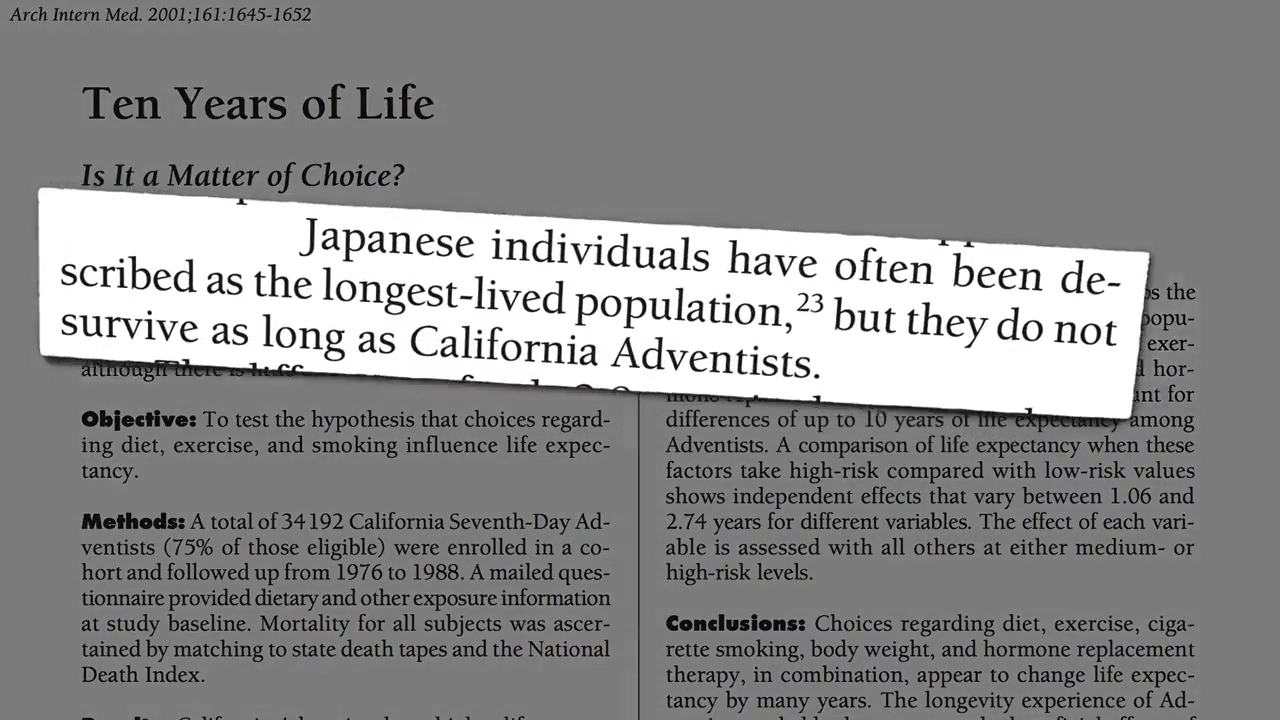 Arch Intern Med. 2001;161:1645-1652
Ten Years of Life
Is It a Matter of Choice?
Japanese individuals have often been de-
scribed as the longest-lived population,23 but they do not
survive as long as California Adventists.
although there is
Objective: To test the hypothesis that choices regard-
ing diet, exercise, and smoking influence life expec-
tancy.
Methods: A total of 34 192 California Seventh-Day Ad-
ventists (75% of those eligible) were enrolled in a co-
hort and followed up from 1976 to 1988. A mailed ques-
tionnaire provided dietary and other exposure information
at study baseline. Mortality for all subjects was ascer-
tained by matching to state death tapes and the National
Death Index.
the
popu-
exer-
hor-
for
differences of up to 10 years of life expectancy among
Adventists. A comparison of life expectancy when these
factors take high-risk compared with low-risk values
shows independent effects that vary between 1.06 and
2.74 years for different variables. The effect of each vari-
able is assessed with all others at either medium- or
high-risk levels.
Conclusions: Choices regarding diet, exercise, ciga-
rette smoking, body weight, and hormone replacement
therapy, in combination, appear to change life expec-
tancy by many years. The longevity experience of Ad-